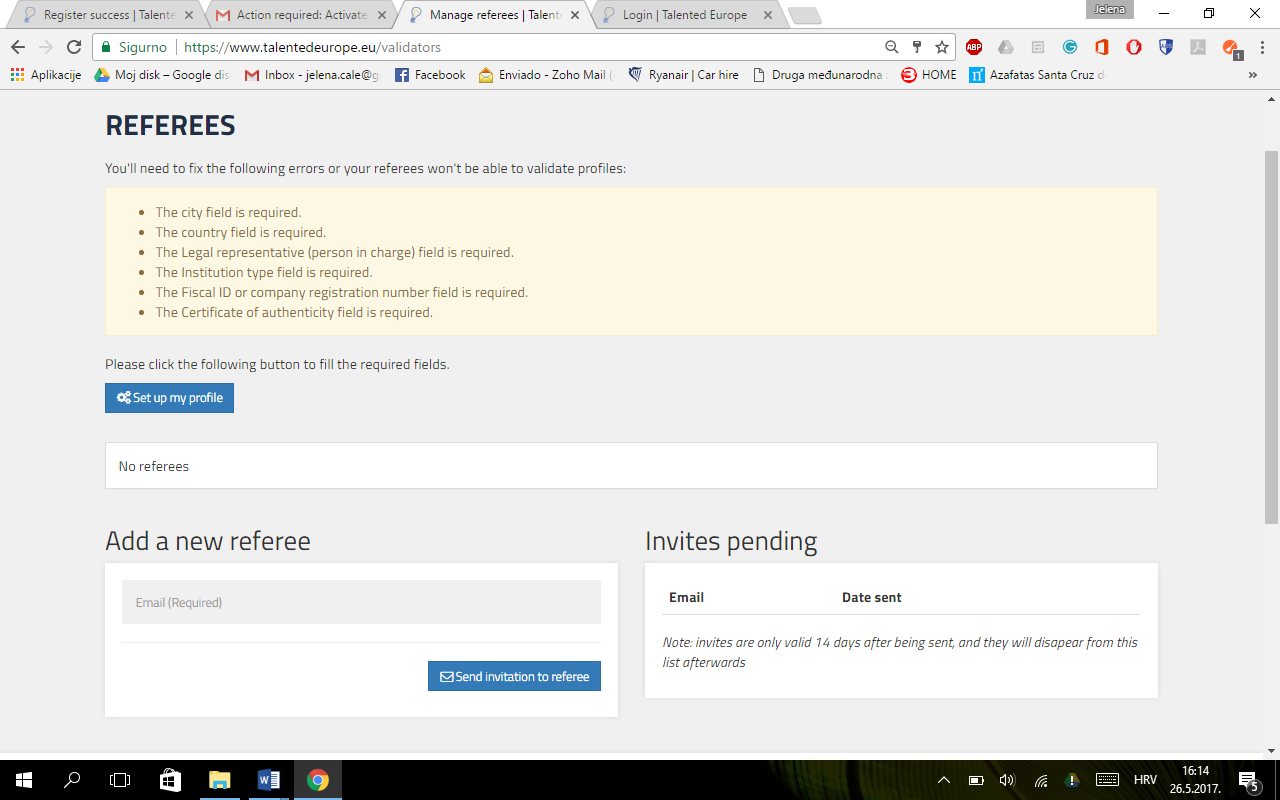 Register success | Talente
Action required: Activate
Manage referees | Talent
Login | Talented Europe
Jelena
Sigurno
https://www.talentedeurope.eu/validators
ABP
1
Aplikacije
Moj disk – Google dis
Inbox - jelena.cale@g
Facebook
Enviado - Zoho Mail (
Ryanair | Car hire
Druga međunarodna
HOME
Azafatas Santa Cruz d
REFEREES
You'll need to fix the following errors or your referees won't be able to validate profiles:
The city field is required.
The country field is required.
The Legal representative (person in charge) field is required.
The Institution type field is required.
The Fiscal ID or company registration number field is required.
The Certificate of authenticity field is required.
Please click the following button to fill the required fields.
Set up my profile
No referees
Add a new referee
Email (Required)
Send invitation to referee
Invites pending
Email Date sent
Note: invites are only valid 14 days after being sent, and they will disapear from this
list afterwards
HRV
16:14
26.5.2017.
5